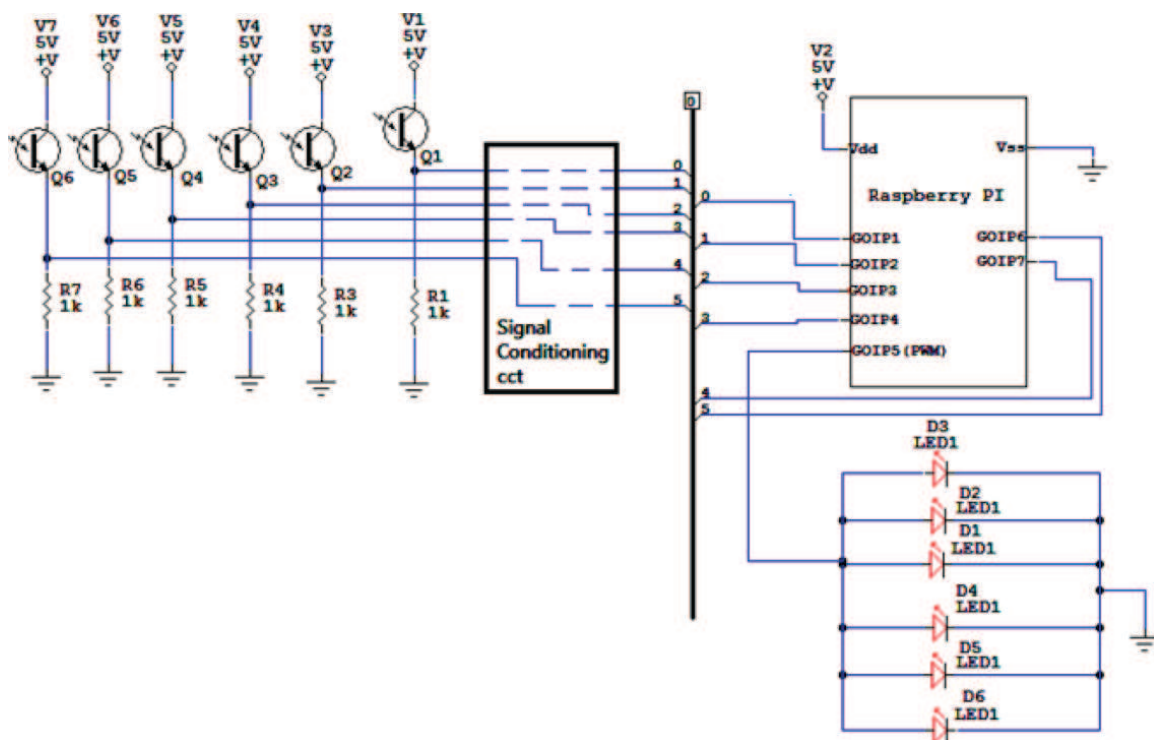 V7
5V
+V
V6
5V
+V
V5
5V
+V
V4
5V
+V
V3
5V
+V
V1
5V
+V
Q6
Q5
Q4
Q3
Q2
Q1
R7
1k
R6
1k
R5
1k
R4
1k
R3
1k
R1
1k
Signal
Conditioning
cct
0
0
1
2
3
4
5
0
1
2
3
4
5
V2
5V
+V
Vdd
Vss
Raspberry PI
GOIP1
GOIP2
GOIP3
GOIP4
GOIP5(PWM)
GOIP6
GOIP7
D3
LED1
D2
LED1
D1
LED1
D4
LED1
D5
LED1
D6
LED1